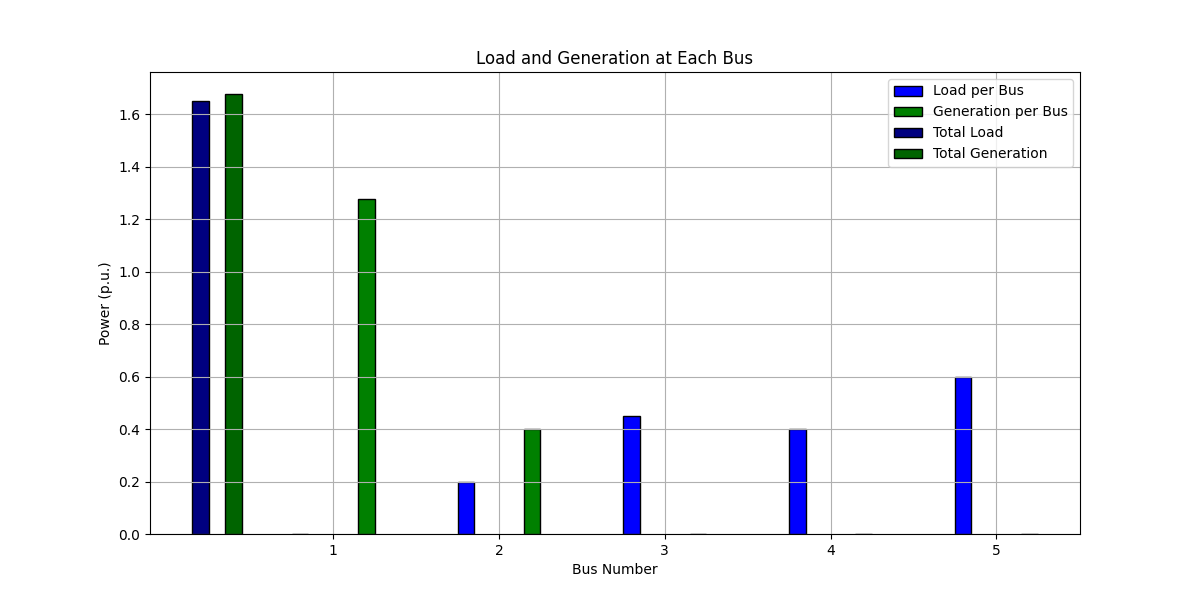 Load and Generation at Each Bus
Load per Bus
Generation per Bus
Total Load
Total Generation
Power (p.u.)
1.6
1.4
1.2
1.0
0.8
0.6
0.4
0.2
0.0
1 2 3 4 5
Bus Number